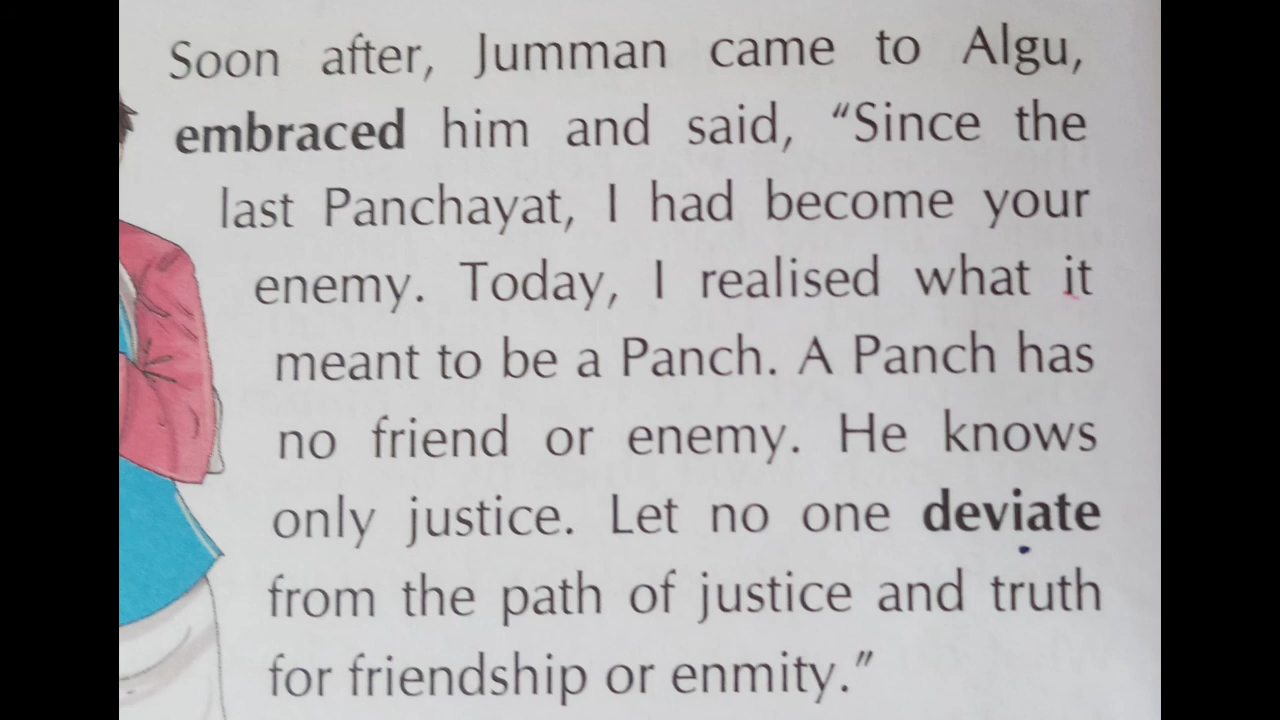 Soon after, Jumman came to Algu,
embraced him and said, “Since the
last Panchayat, I had become your
enemy. Today, I realised what it
meant to be a Panch. A Panch has
no friend or enemy. He knows
only justice. Let no one deviate
from the path of justice and truth
for friendship or enmity.”